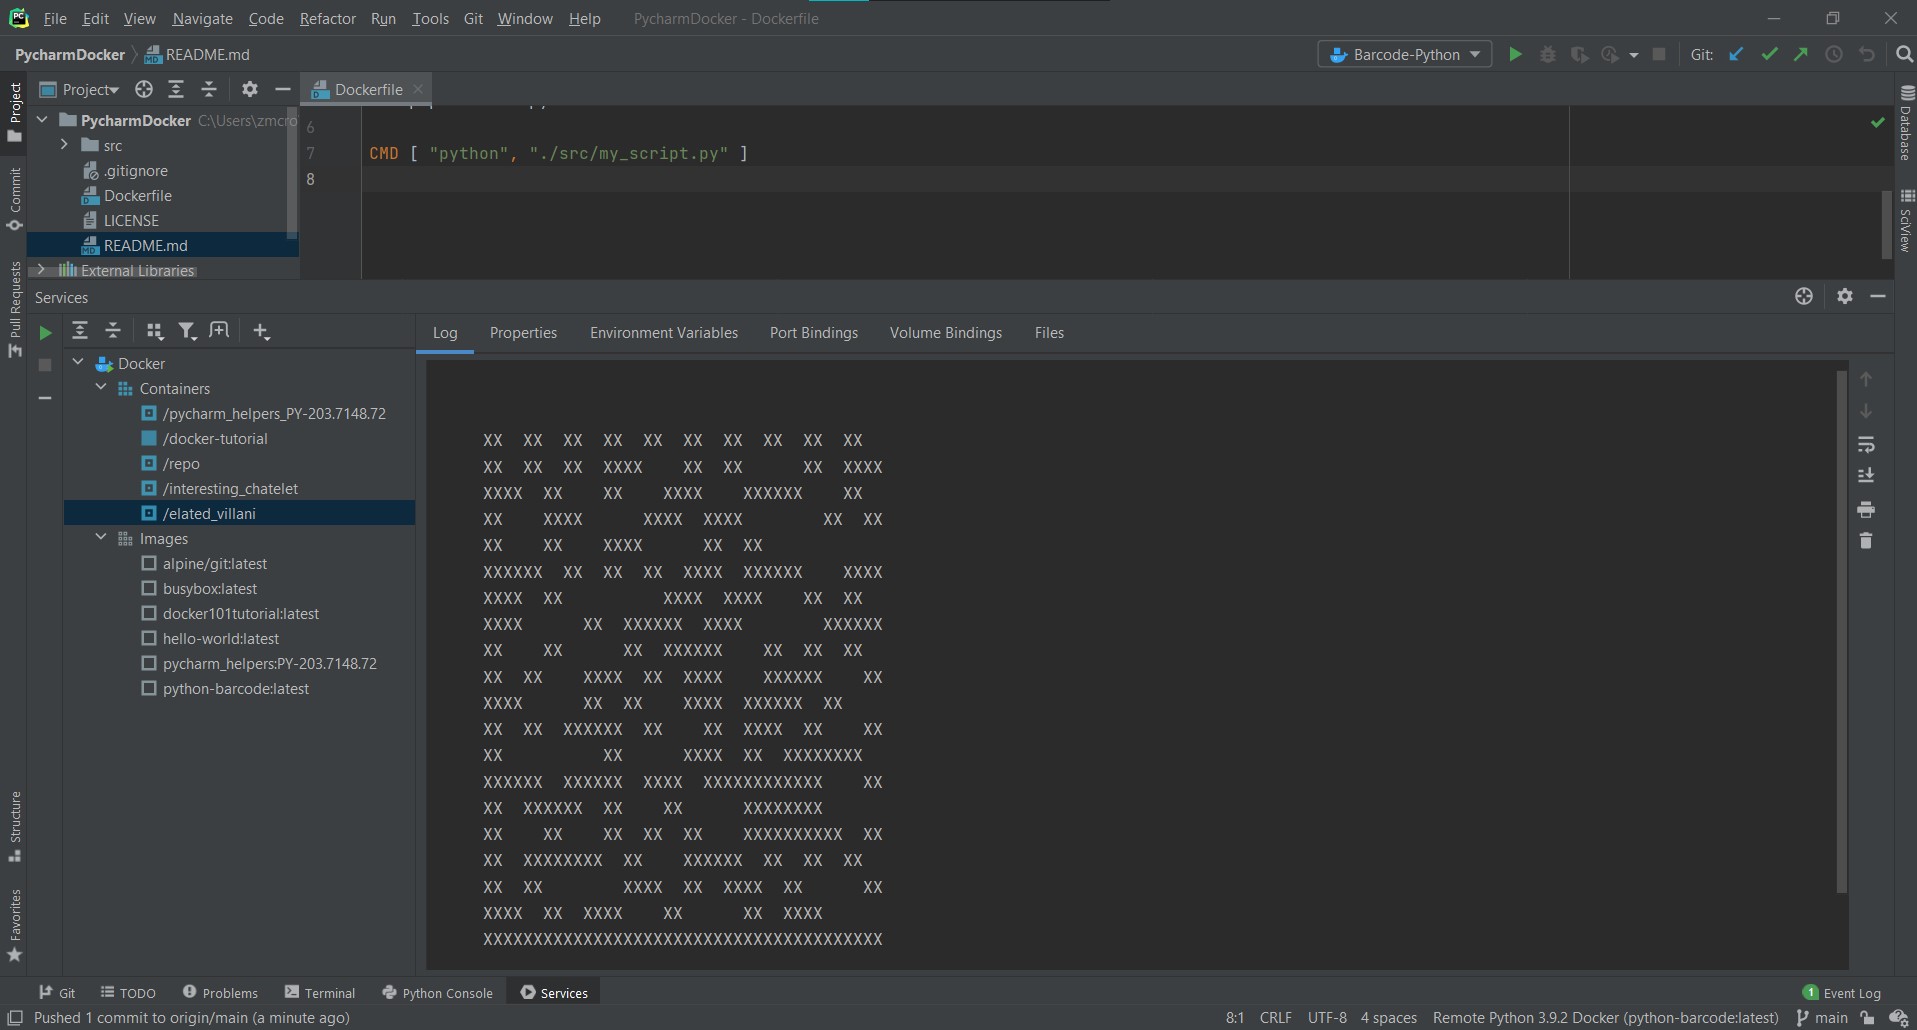 File Edit View Navigate Code Refactor Run Tools Git Window Help PycharmDocker - Dockerfile
PycharmDocker README.md Barcode-Python Git:
Project Dockerfile
Project
PycharmDocker C:\Users\zmcro
src
.gitignore
Dockerfile
LICENSE
README.md
External Libraries
Commit
Pull Requests
6
7 CMD [ "python", "./src/my_script.py" ]
8
Database
SciView
Services
Log Properties Environment Variables Port Bindings Volume Bindings Files
Docker
Containers
/pycharm_helpers_PY-203.7148.72
/docker-tutorial
/repo
/interesting_chatelet
/elated_villani
Images
alpine/git:latest
busybox:latest
docker101tutorial:latest
hello-world:latest
pycharm_helpers:PY-203.7148.72
python-barcode:latest
XX  XX  XX  XX  XX  XX  XX  XX  XX  XX
XX  XX  XX  XXXX    XX  XX      XX  XXXX
XXXX  XX    XX    XXXX    XXXXXX    XX
XX    XXXX      XXXX  XXXX        XX  XX
XX    XX    XXXX      XX  XX
XXXXXX  XX  XX  XX  XXXX  XXXXXX    XXXX
XXXX  XX          XXXX  XXXX    XX  XX
XXXX      XX  XXXXXX  XXXX        XXXXXX
XX    XX      XX  XXXXXX    XX  XX  XX
XX  XX    XXXX  XX  XXXX    XXXXXX    XX
XXXX      XX  XX    XXXX  XXXXXX  XX
XX  XX  XXXXXX  XX    XX  XXXX  XX    XX
XX          XX      XXXX  XX  XXXXXXXX
XXXXXX  XXXXXX  XXXX  XXXXXXXXXXXX    XX
XX  XXXXXX  XX    XX      XXXXXXXX
XX    XX    XX  XX  XX    XXXXXXXXXX  XX
XX  XXXXXXXX  XX    XXXXXX  XX  XX  XX
XX  XX        XXXX  XX  XXXX  XX      XX
XXXX  XX  XXXX    XX      XX  XXXX
XXXXXXXXXXXXXXXXXXXXXXXXXXXXXXXXXXXXXXXX
Structure
Favorites
Git TODO Problems Terminal Python Console Services 1 Event Log
Pushed 1 commit to origin/main (a minute ago) 8:1 CRLF UTF-8 4 spaces Remote Python 3.9.2 Docker (python-barcode:latest) main